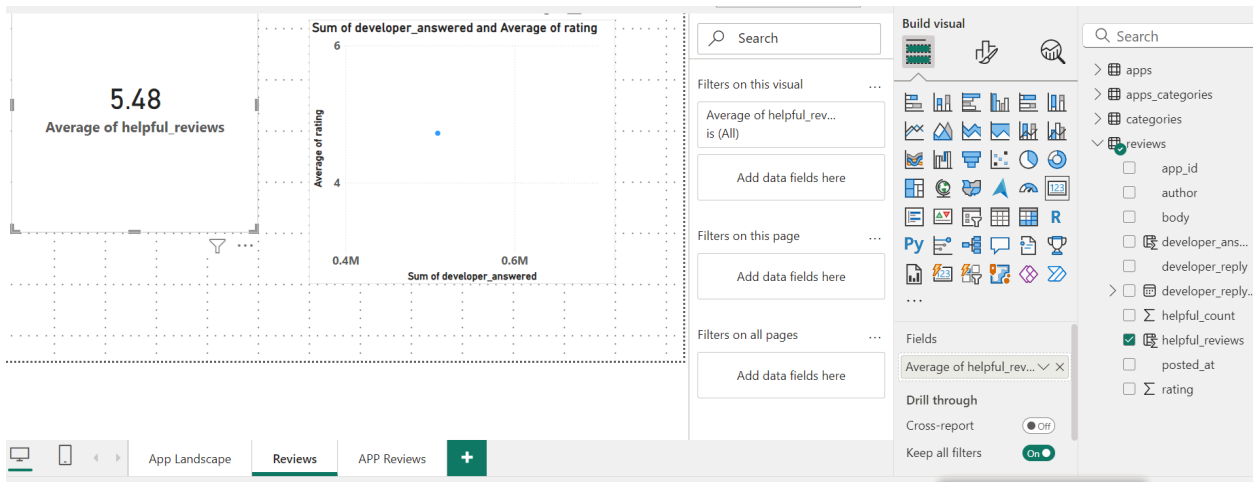 5.48
Average of helpful_reviews
Sum of developer_answered and Average of rating
6
4
Average of rating
0.4M
0.6M
Sum of developer_answered
Search
Filters on this visual
...
Average of helpful_rev...
is (All)
Add data fields here
Filters on this page
...
Add data fields here
Filters on all pages
...
Add data fields here
Build visual
123
R
Py
123
...
Fields
Average of helpful_rev...
Drill through
Cross-report
Off
Keep all filters
On
Search
apps
apps_categories
categories
reviews
app_id
author
body
developer_ans...
developer_reply
developer_reply...
helpful_count
helpful_reviews
posted_at
rating
App Landscape
Reviews
APP Reviews
+